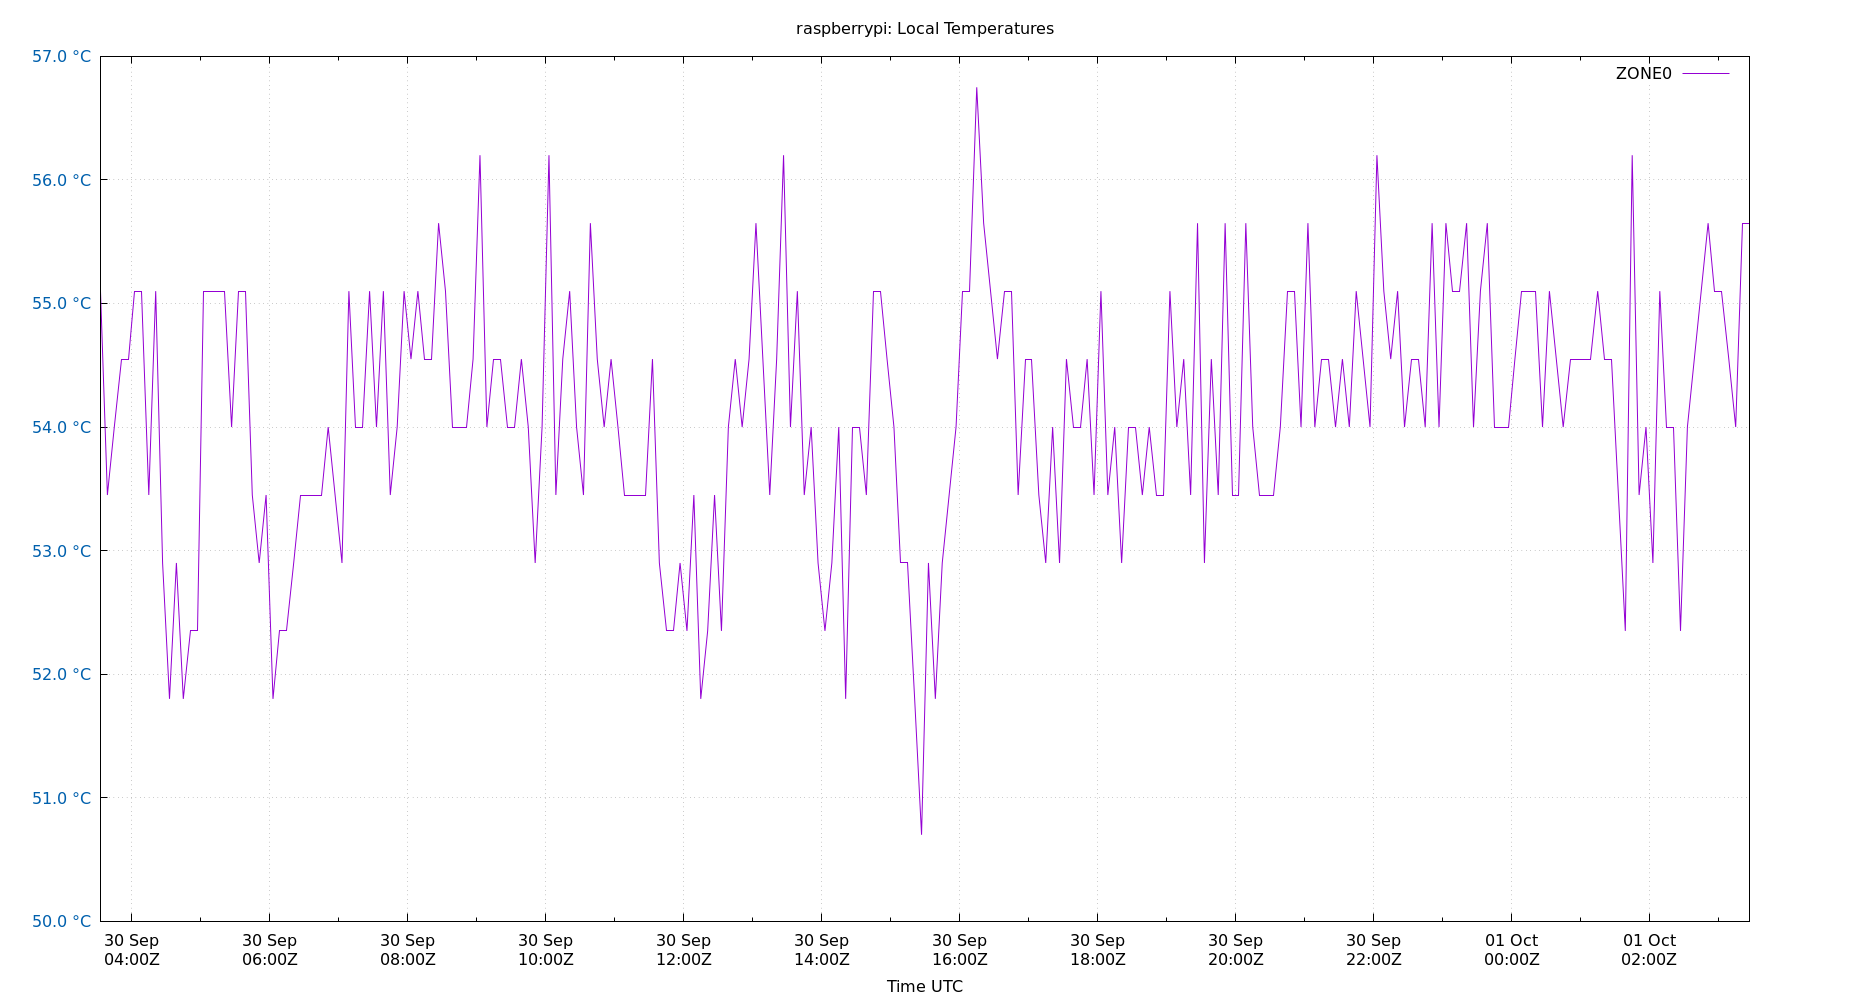 raspberrypi: Local Temperatures
57.0 °C
ZONE0
56.0 °C
55.0 °C
54.0 °C
53.0 °C
52.0 °C
51.0 °C
50.0 °C
30 Sep 30 Sep 30 Sep 30 Sep 30 Sep 30 Sep 30 Sep 30 Sep 30 Sep 30 Sep 01 Oct 01 Oct
04:00Z 06:00Z 08:00Z 10:00Z 12:00Z 14:00Z 16:00Z 18:00Z 20:00Z 22:00Z 00:00Z 02:00Z
Time UTC